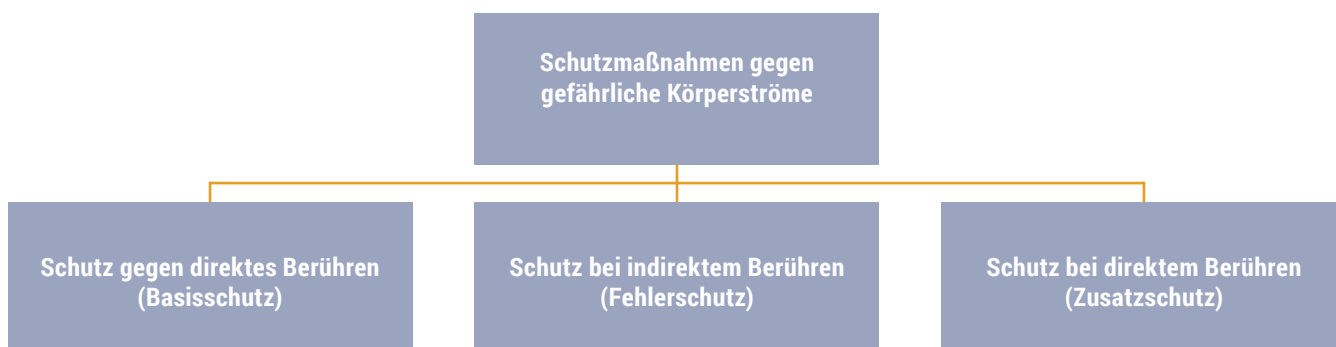 Schutzmaßnahmen gegen
gefährliche Körperströme
Schutz gegen direktes Berühren
(Basisschutz)
Schutz bei indirektem Berühren
(Fehlerschutz)
Schutz bei direktem Berühren
(Zusatzschutz)